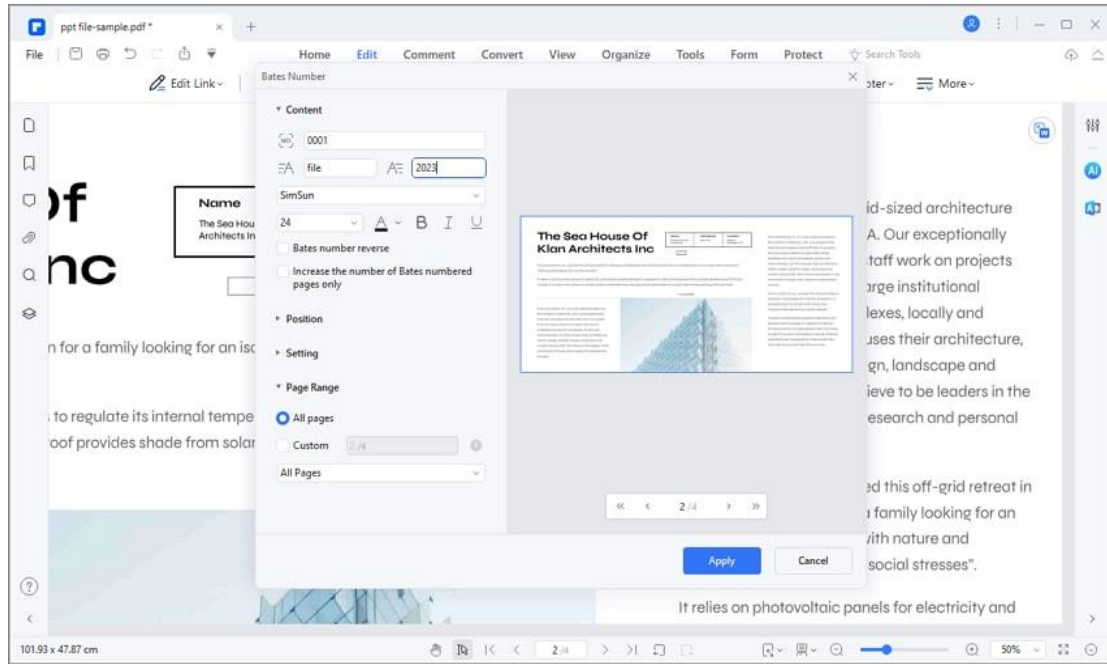 ppt file-sample.pdf *
File
Home Edit Comment Convert View Organize Tools Form Protect Search Tools
Edit Link
More
Bates Number
Content
NO 0001
file 2023
SimSun
24 A B I U
Bates number reverse
Increase the number of Bates numbered
pages only
Position
Setting
Page Range
All pages
Custom 2 /4
All Pages
The Sea House Of
Klan Architects Inc
2 /4
Apply Cancel
Of
nc
Name
The Sea Hou
Architects In
n for a family looking for an iso
to regulate its internal tempe
oof provides shade from solar
id-sized architecture
A. Our exceptionally
taff work on projects
arge institutional
lexes, locally and
uses their architecture,
gn, landscape and
ieve to be leaders in the
esearch and personal
ed this off-grid retreat in
a family looking for an
with nature and
social stresses".
It relies on photovoltaic panels for electricity and
W
AI
101.93 x 47.87 cm
2 /4
50%